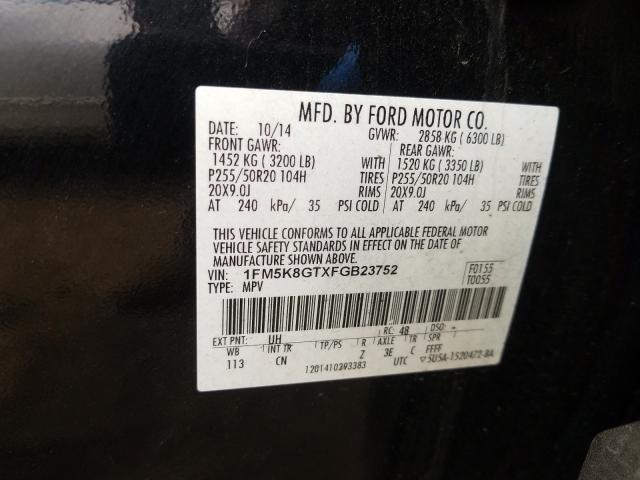 MFD. BY FORD MOTOR CO.
DATE: 10/14 GVWR: 2858 KG ( 6300 LB)
FRONT GAWR: REAR GAWR:
1452 KG ( 3200 LB) WITH 1520 KG ( 3350 LB) WITH
P255/50R20 104H TIRES P255/50R20 104H TIRES
20X9.0J RIMS 20X9.0J RIMS
AT 240 kPa/ 35 PSI COLD AT 240 kPa/ 35 PSI COLD
THIS VEHICLE CONFORMS TO ALL APPLICABLE FEDERAL MOTOR
VEHICLE SAFETY STANDARDS IN EFFECT ON THE DATE OF
MANUFACTURE SHOWN ABOVE.
VIN: 1FM5K8GTXFGB23752 F0155
TYPE: MPV T0055
EXT PNT: UH RC: 48 DSO:
WB INT TR TP/PS R AXLE TR SPR
113 CN Z 3E C FFFF
1201410293383 UTC ▽5USA-1520472-BA